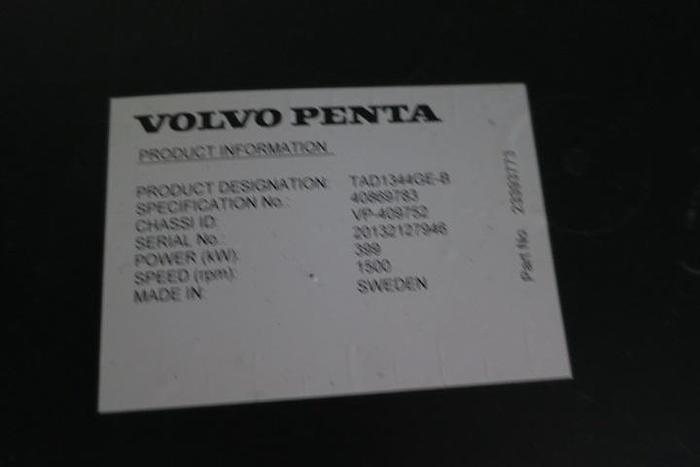 VOLVO PENTA
PRODUCT INFORMATION
PRODUCT DESIGNATION: TAD1344GE-B
SPECIFICATION No.: 40869783
CHASSI ID: VP-409752
SERIAL No.: 20132127946
POWER (kW): 399
SPEED (rpm): 1500
MADE IN: SWEDEN
Part No 23393773